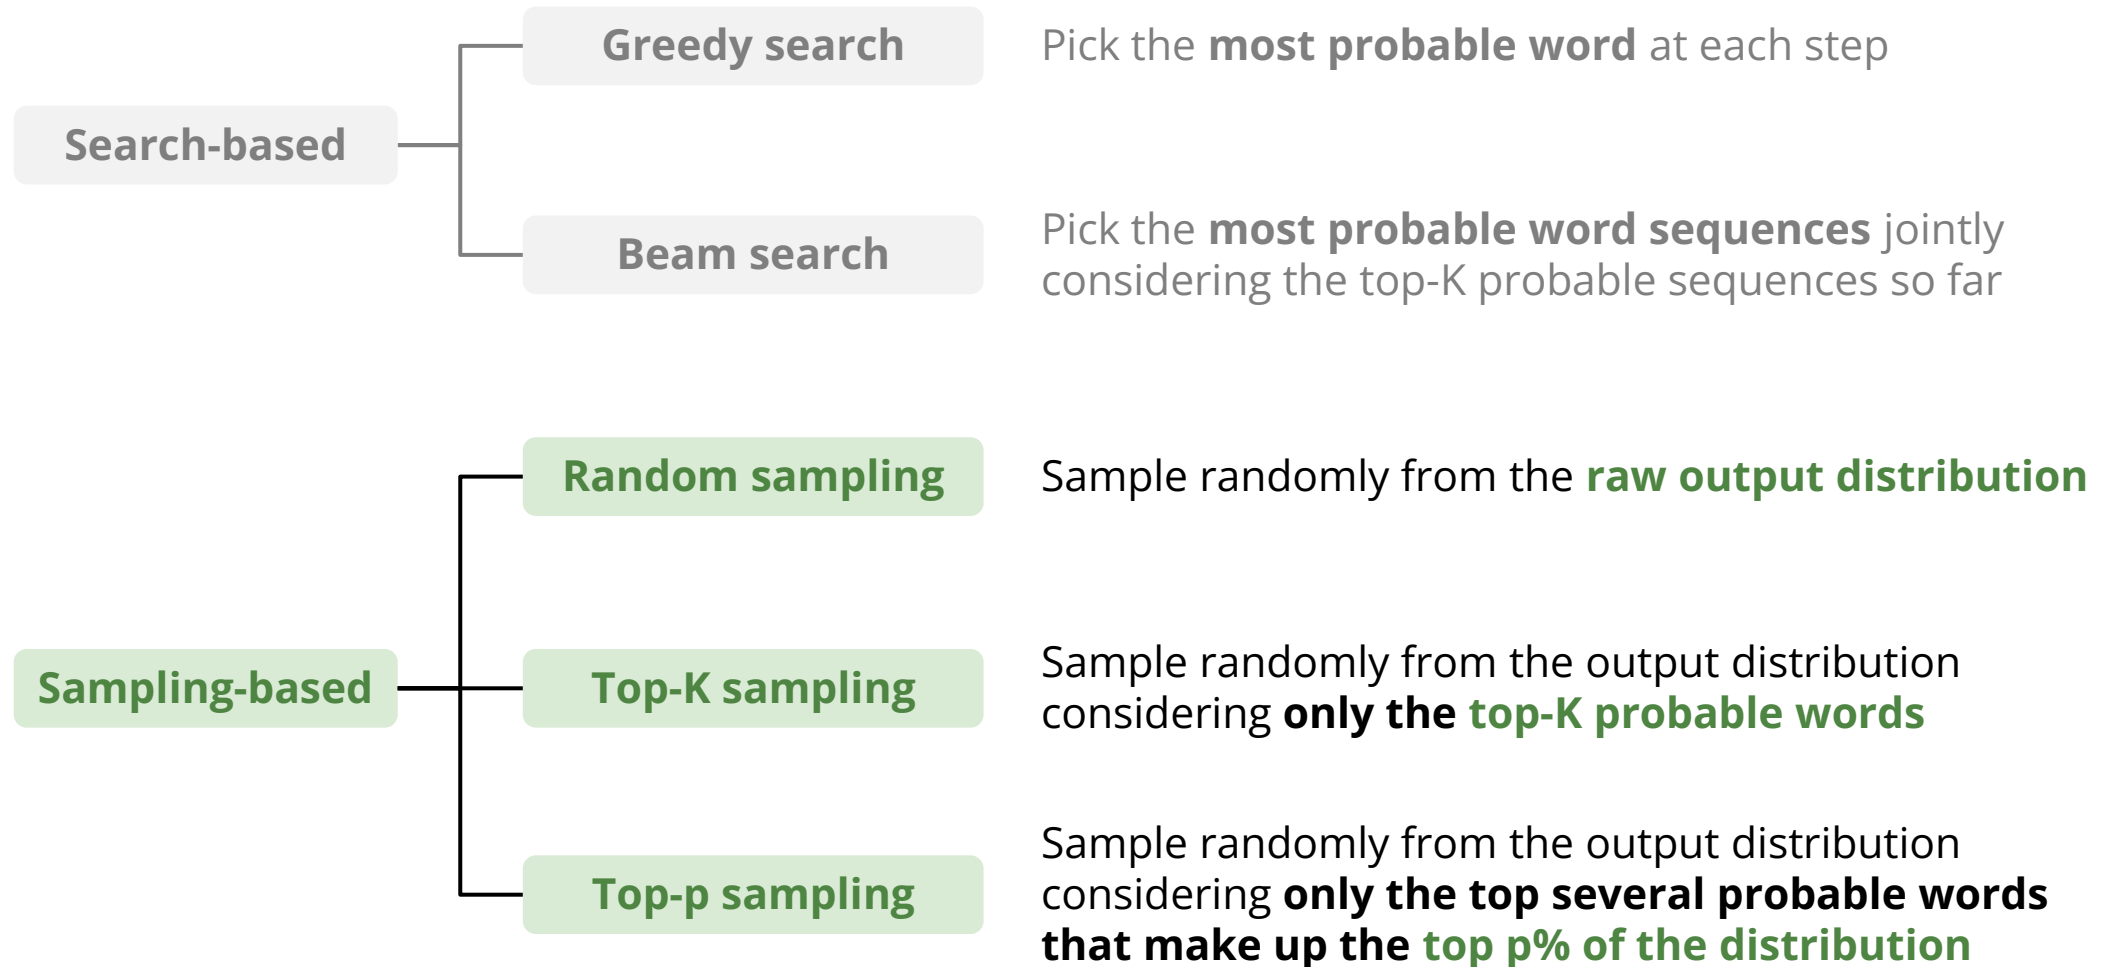 Search-based
Greedy search
Pick the most probable word at each step
Beam search
Pick the most probable word sequences jointly
considering the top-K probable sequences so far
Sampling-based
Random sampling
Sample randomly from the raw output distribution
Top-K sampling
Sample randomly from the output distribution
considering only the top-K probable words
Top-p sampling
Sample randomly from the output distribution
considering only the top several probable words
that make up the top p% of the distribution